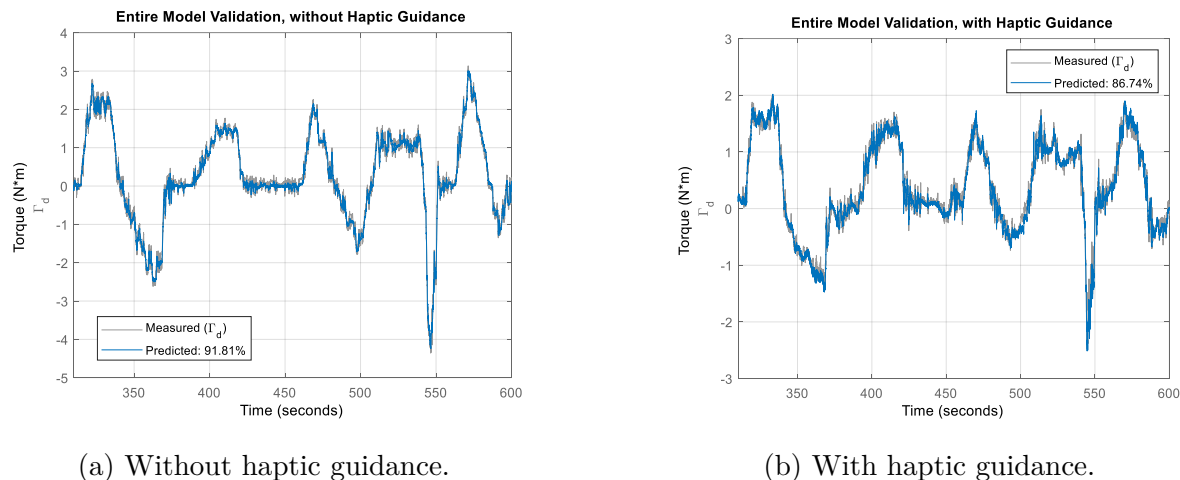 Entire Model Validation, without Haptic Guidance
4
3
2
1
0
-1
-2
-3
-4
-5
Torque (N*m)
Γd
Measured (Γd)
Predicted: 91.81%
350
400
450
500
550
600
Time (seconds)
(a) Without haptic guidance.
Entire Model Validation, with Haptic Guidance
3
2
1
0
-1
-2
-3
Torque (N*m)
Γd
Measured (Γd)
Predicted: 86.74%
350
400
450
500
550
600
Time (seconds)
(b) With haptic guidance.